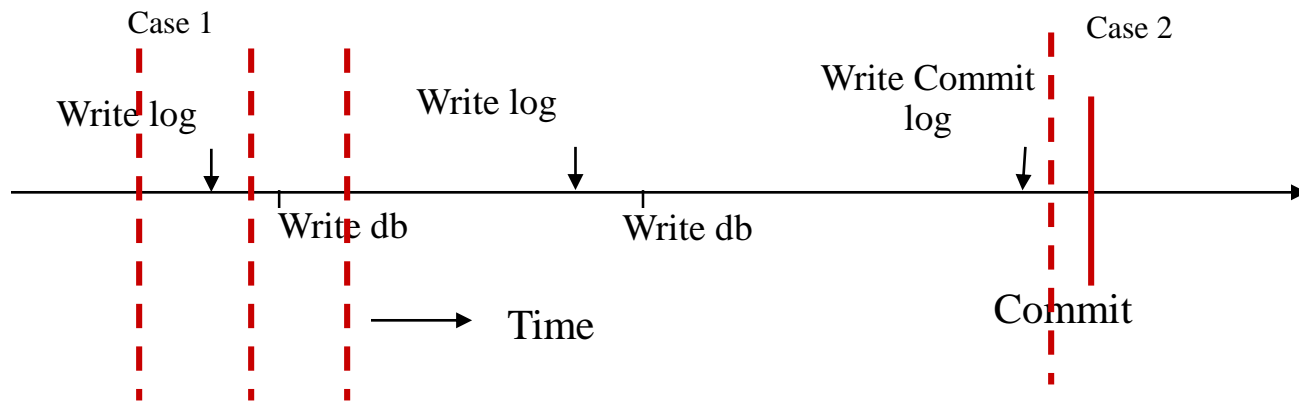 Case 1
Case 2
Write log
Write log
Write Commit
log
Write db
Write db
Time
Commit